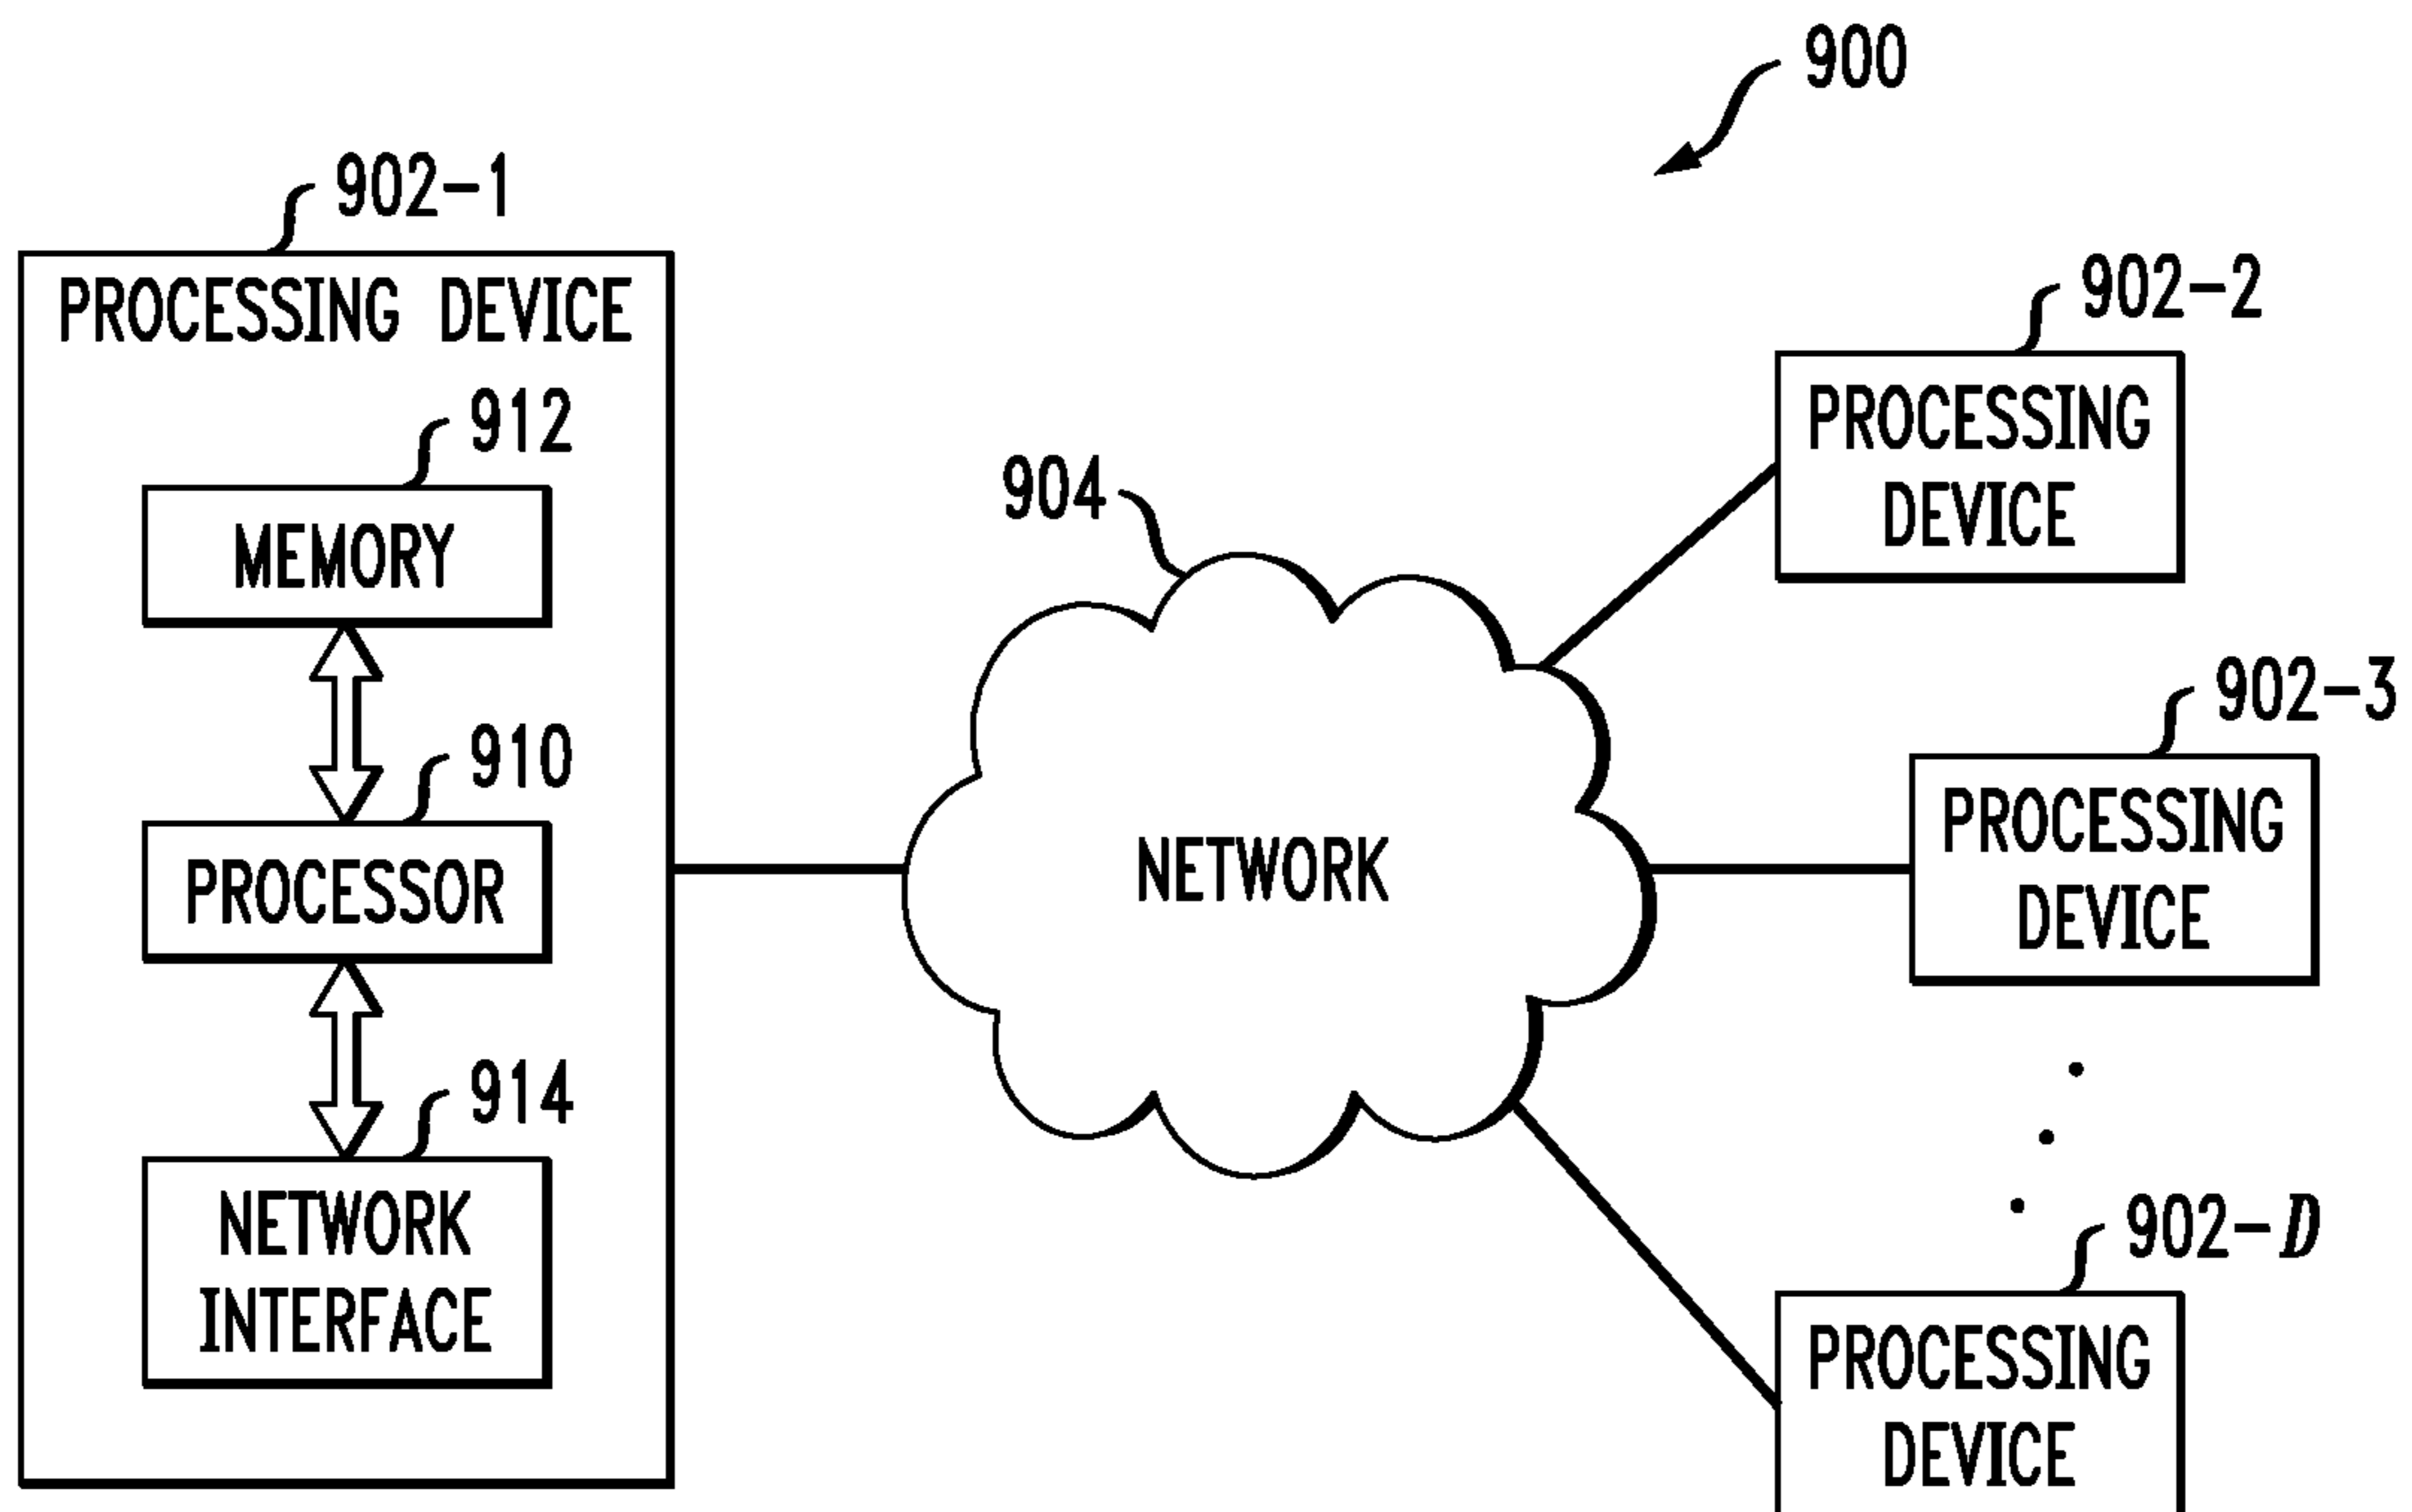 900
902-1
PROCESSING DEVICE
912
MEMORY
910
PROCESSOR
914
NETWORK
INTERFACE
904
NETWORK
902-2
PROCESSING
DEVICE
902-3
PROCESSING
DEVICE
902-D
PROCESSING
DEVICE